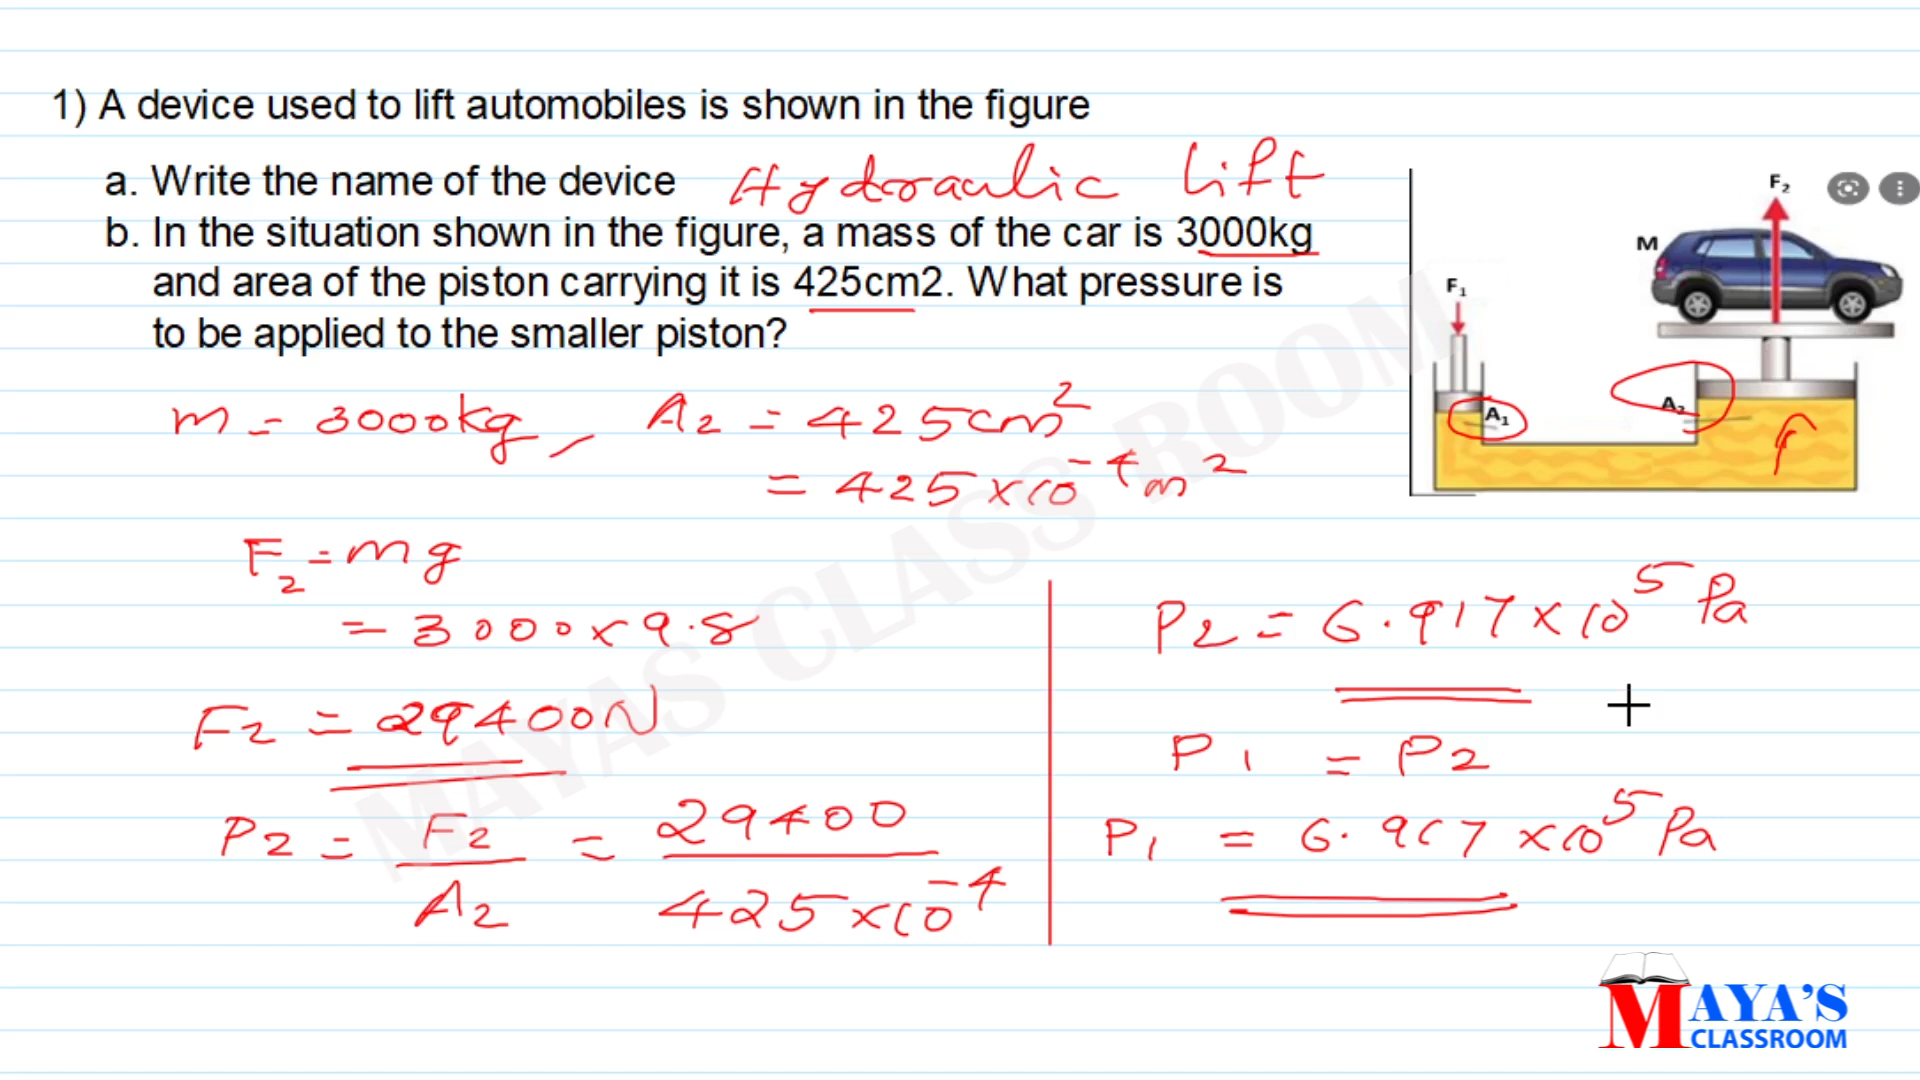 1) A device used to lift automobiles is shown in the figure
a. Write the name of the device Hydraulic Lift
b. In the situation shown in the figure, a mass of the car is 3000kg
and area of the piston carrying it is 425cm2. What pressure is
to be applied to the smaller piston?
F₂
M
F₁
A₁
A₂
m = 3000kg, A₂ = 425cm²
= 425×10⁻⁴m²
F₂ = mg
= 3000×9.8
F₂ = 29400N
P₂ = F₂/A₂ = 29400/425×10⁻⁴
P₂ = 6.917×10⁵ Pa
P₁ = P₂
P₁ = 6.917×10⁵ Pa
MAYAS CLASS ROOM
MAYA'S
CLASSROOM